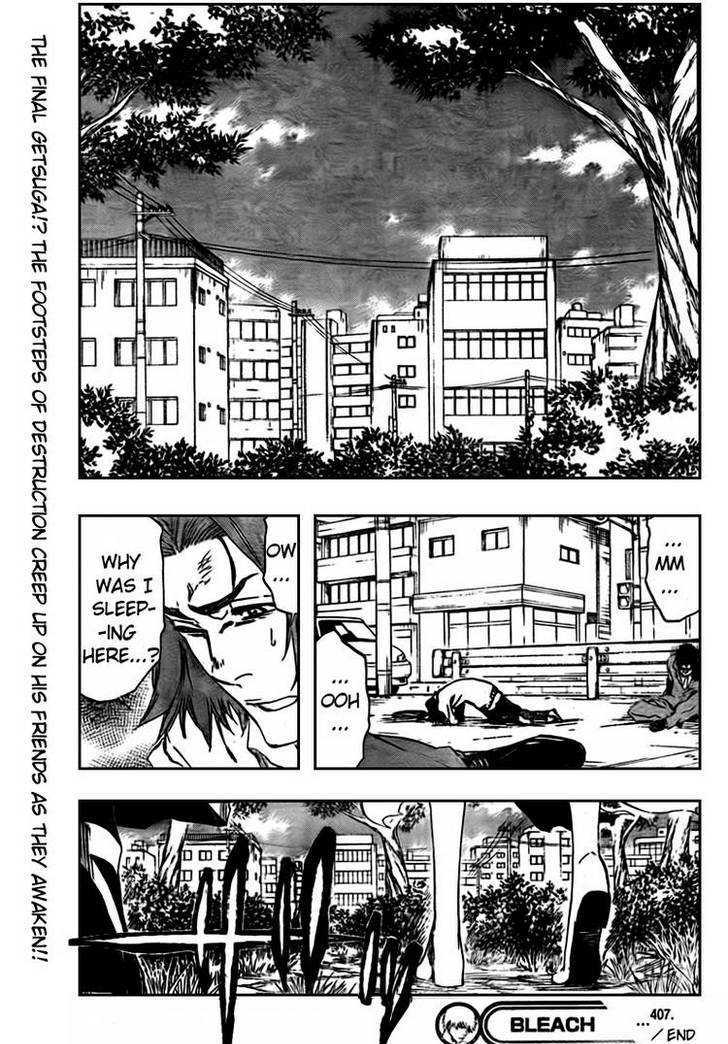 THE FINAL GETSUGA!? THE FOOTSTEPS OF DESTRUCTION CREEP UP ON HIS FRIENDS AS THEY AWAKEN!!
...
MM
...
...
OOH
...
OW
...
WHY
WAS I
SLEEP-
-ING
HERE...?
BLEACH
...407.
/ END